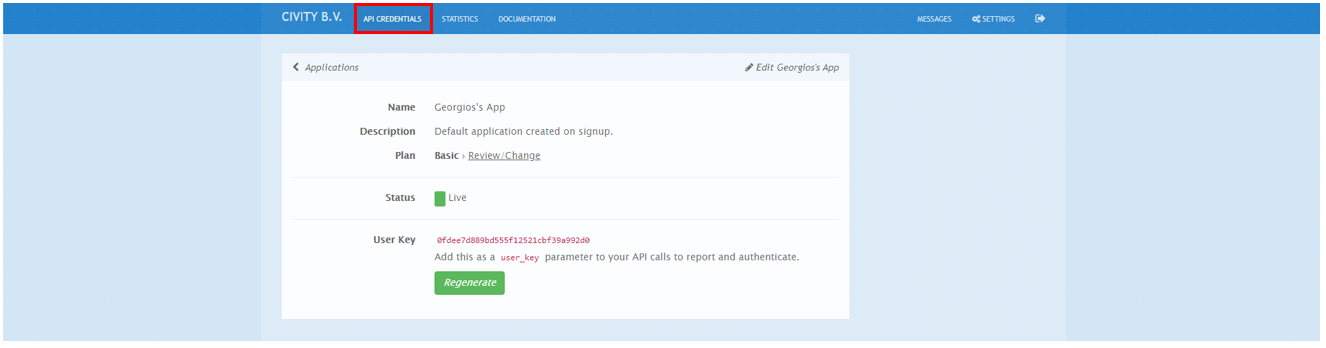 CIVITY B.V. API CREDENTIALS STATISTICS DOCUMENTATION MESSAGES SETTINGS
Applications Edit Georgios's App
Name Georgios's App
Description Default application created on signup.
Plan Basic › Review/Change
Status Live
User Key 0fdee7d889bd555f12521cbf39a992d0
Add this as a user_key parameter to your API calls to report and authenticate.
Regenerate